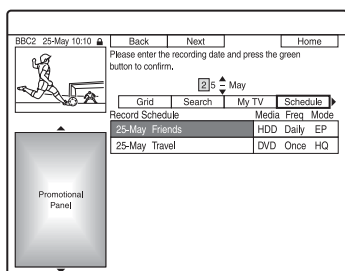 BBC2 25-May 10:10 Back Next Home
Please enter the recording date and press the green
button to confirm.
25 May
Grid Search My TV Schedule
Record Schedule Media Freq Mode
25-May Friends HDD Daily EP
25-May Travel DVD Once HQ
Promotional
Panel